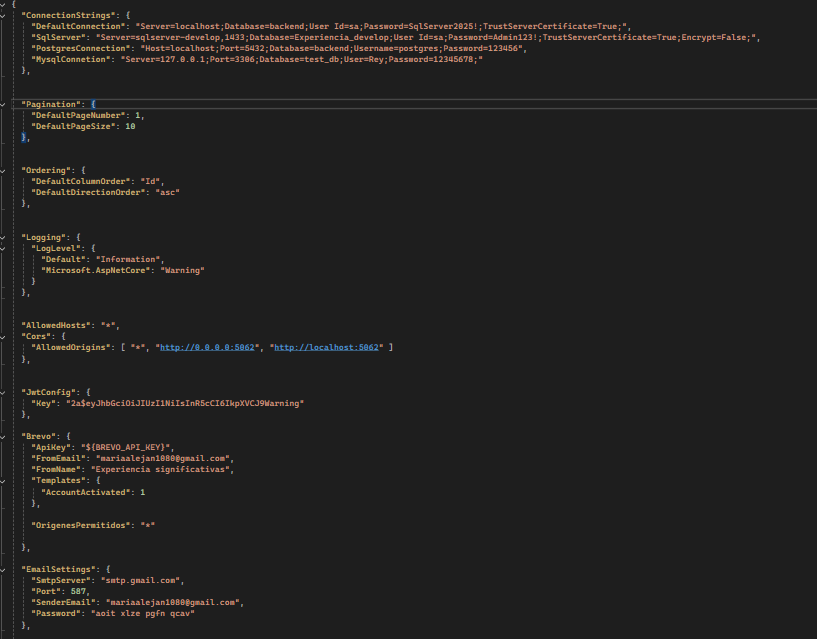 {
"ConnectionStrings": {
"DefaultConnection": "Server=localhost;Database=backend;User Id=sa;Password=SqlServer2025!;TrustServerCertificate=True;",
"SqlServer": "Server=sqlserver-develop,1433;Database=Experiencia_develop;User Id=sa;Password=Admin123!;TrustServerCertificate=True;Encrypt=False;",
"PostgresConnection": "Host=localhost;Port=5432;Database=backend;Username=postgres;Password=123456",
"MysqlConnetion": "Server=127.0.0.1;Port=3306;Database=test_db;User=Rey;Password=12345678;"
},
"Pagination": {
"DefaultPageNumber": 1,
"DefaultPageSize": 10
},
"Ordering": {
"DefaultColumnOrder": "Id",
"DefaultDirectionOrder": "asc"
},
"Logging": {
"LogLevel": {
"Default": "Information",
"Microsoft.AspNetCore": "Warning"
}
},
"AllowedHosts": "*",
"Cors": {
"AllowedOrigins": [ "*", "http://0.0.0.0:5062", "http://localhost:5062" ]
},
"JwtConfig": {
"Key": "2a$eyJhbGciOiJIUzI1NiIsInR5cCI6IkpXVCJ9Warning"
},
"Brevo": {
"ApiKey": "${BREVO_API_KEY}",
"FromEmail": "mariaalejan1080@gmail.com",
"FromName": "Experiencia significativas",
"Templates": {
"AccountActivated": 1
},
"OrigenesPermitidos": "*"
},
"EmailSettings": {
"SmtpServer": "smtp.gmail.com",
"Port": 587,
"SenderEmail": "mariaalejan1080@gmail.com",
"Password": "aoit xlze pgfn qcav"
},